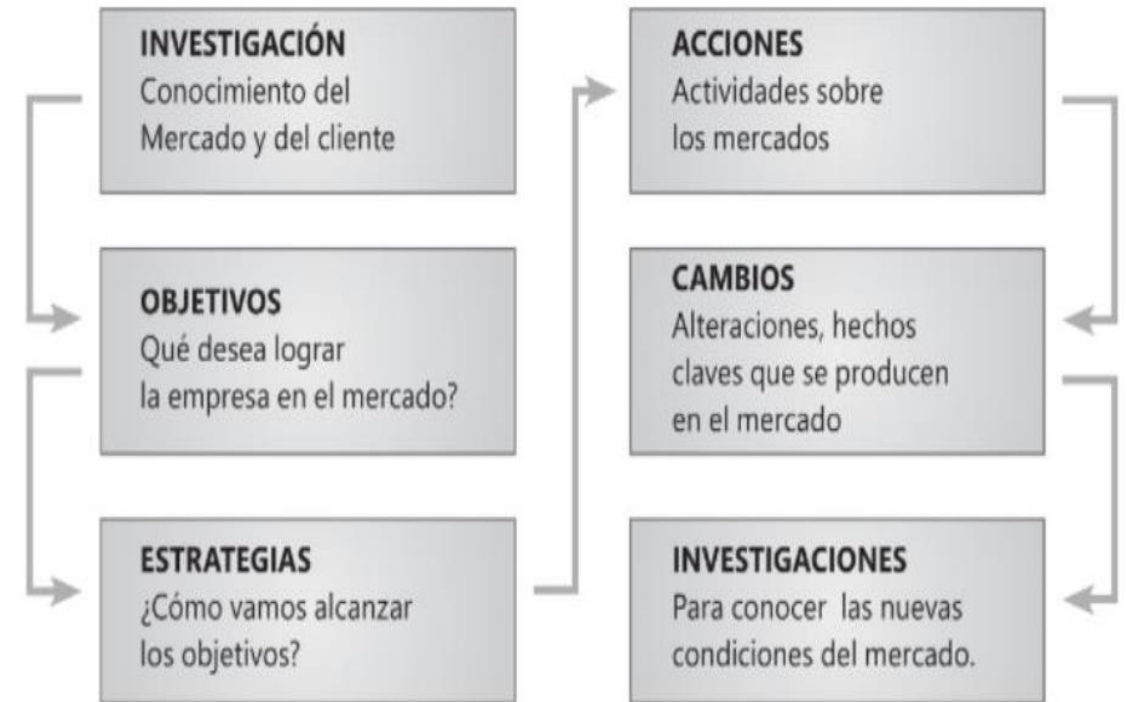 INVESTIGACIÓN
Conocimiento del
Mercado y del cliente
OBJETIVOS
Qué desea lograr
la empresa en el mercado?
ESTRATEGIAS
¿Cómo vamos alcanzar
los objetivos?
ACCIONES
Actividades sobre
los mercados
CAMBIOS
Alteraciones, hechos
claves que se producen
en el mercado
INVESTIGACIONES
Para conocer las nuevas
condiciones del mercado.